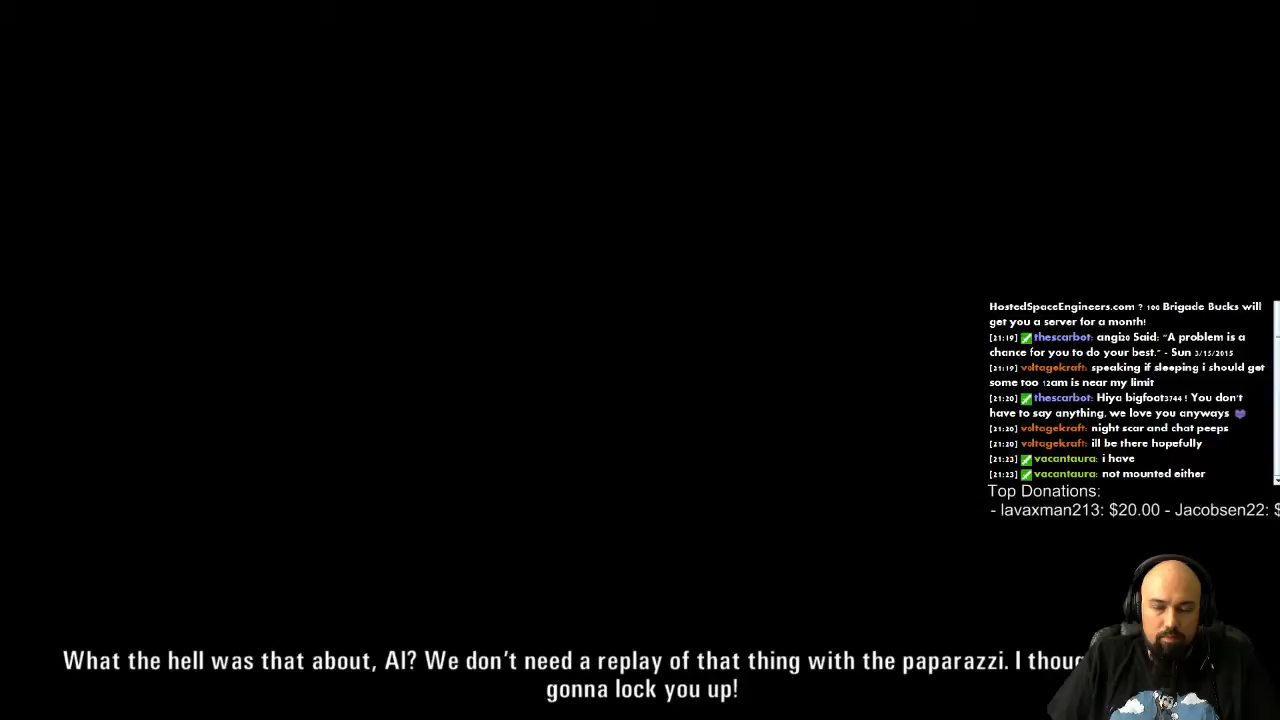 HostedSpaceEngineers.com ? 100 Brigade Bucks will
get you a server for a month!
[21:19] thescarbot: angi20 Said: "A problem is a
chance for you to do your best." - Sun 3/15/2015
[21:19] voltagekraft: speaking if sleeping i should get
some too 12am is near my limit
[21:20] thescarbot: Hiya bigfoot3744 ! You don't
have to say anything, we love you anyways
[21:20] voltagekraft: night scar and chat peeps
[21:20] voltagekraft: ill be there hopefully
[21:23] vacantaura: i have
[21:23] vacantaura: not mounted either
Top Donations:
- lavaxman213: $20.00 - Jacobsen22: $
What the hell was that about, Al? We don't need a replay of that thing with the paparazzi. I
gonna lock you up!